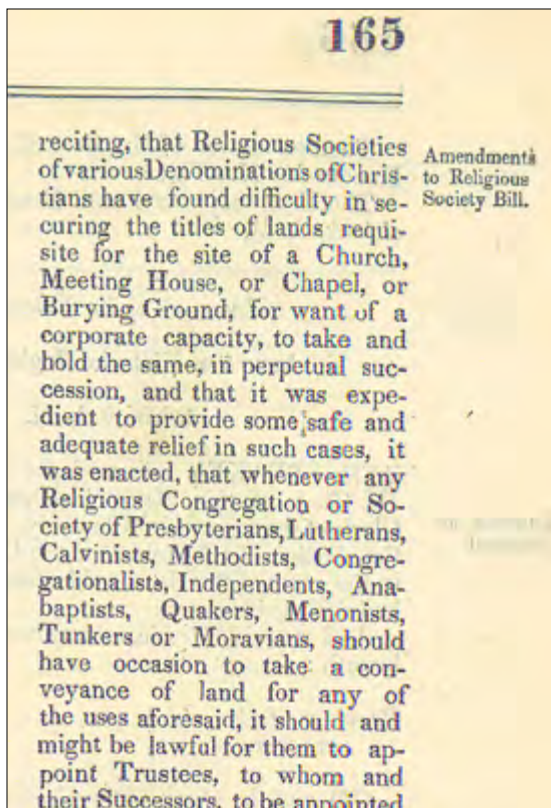 165
reciting, that Religious Societies
of various Denominations of Chris-
tians have found difficulty in se-
curing the titles of lands requi-
site for the site of a Church,
Meeting House, or Chapel, or
Burying Ground, for want of a
corporate capacity, to take and
hold the same, in perpetual suc-
cession, and that it was expe-
dient to provide some safe and
adequate relief in such cases, it
was enacted, that whenever any
Religious Congregation or So-
ciety of Presbyterians, Lutherans,
Calvinists, Methodists, Congre-
gationalists, Independents, Ana-
baptists, Quakers, Menonists,
Tunkers or Moravians, should
have occasion to take a con-
veyance of land for any of
the uses aforesaid, it should and
might be lawful for them to ap-
point Trustees, to whom and
their Successors, to be appointed
Amendments
to Religious
Society Bill.